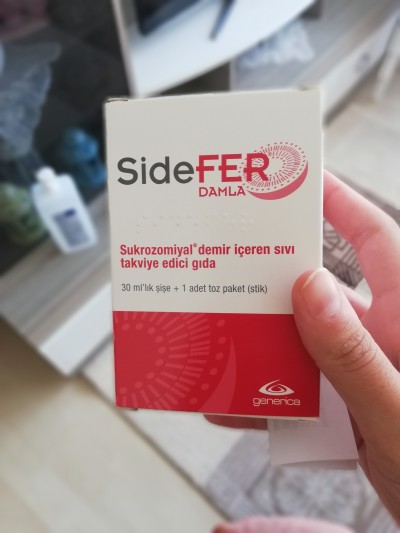 SideFER
DAMLA
Sukrozomiyal® demir içeren sıvı
takviye edici gıda
30 ml'lik şişe + 1 adet toz paket (stik)
generica